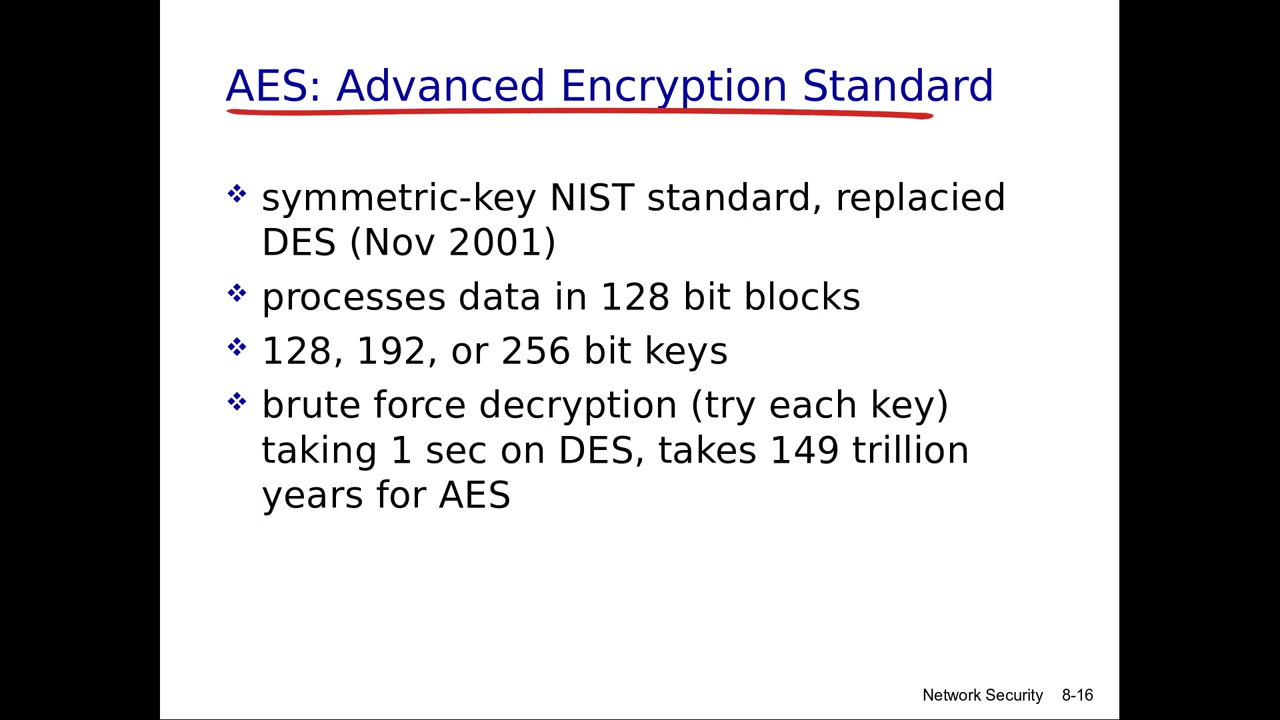 AES: Advanced Encryption Standard
❖ symmetric-key NIST standard, replacied
DES (Nov 2001)
❖ processes data in 128 bit blocks
❖ 128, 192, or 256 bit keys
❖ brute force decryption (try each key)
taking 1 sec on DES, takes 149 trillion
years for AES
Network Security 8-16